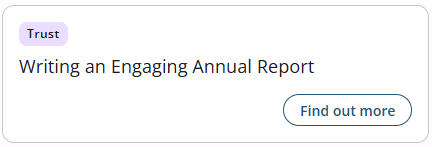 Trust
Writing an Engaging Annual Report
Find out more